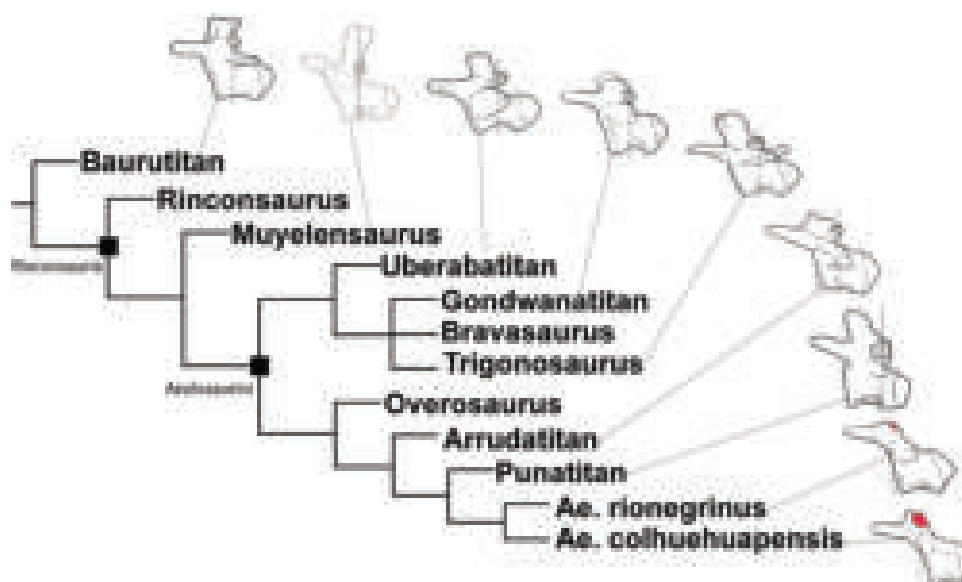 Baurutitan
Rinconsaurus
Muyelensaurus
Uberabatitan
Gondwanatitan
Bravasaurus
Trigonosaurus
Overosaurus
Arrudatitan
Punatitan
Ae. rionegrinus
Ae. colhuehuapensis